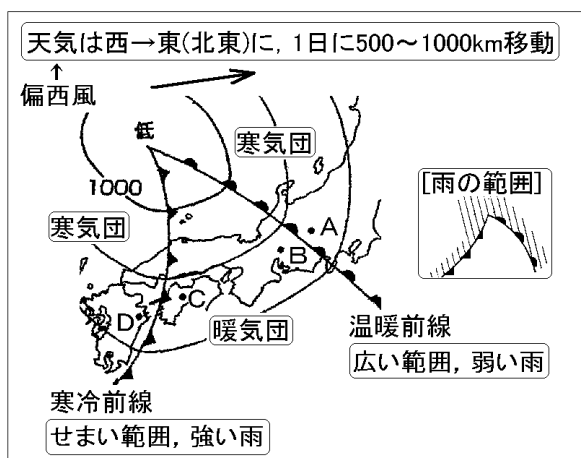 天気は西→東(北東)に，1日に500～1000km移動
↑
偏西風
低
寒気団
1000
[雨の範囲]
寒気団
A
B
C
D
暖気団
温暖前線
広い範囲，弱い雨
寒冷前線
せまい範囲，強い雨